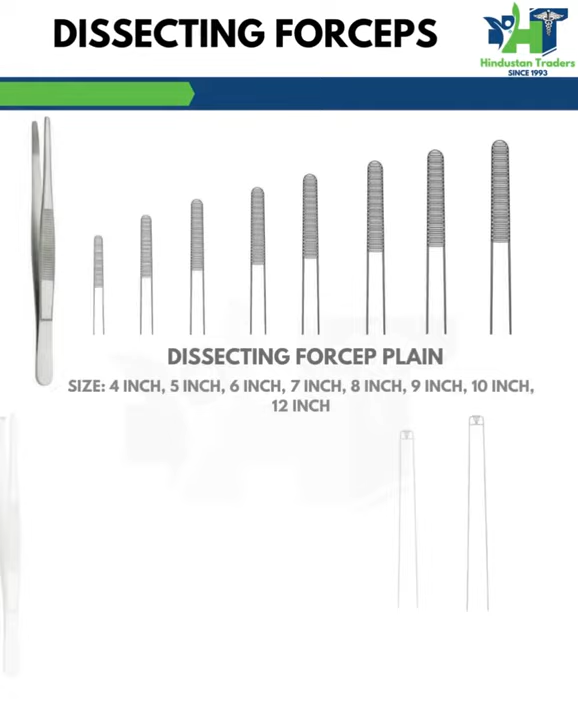 DISSECTING FORCEPS
HT
Hindustan Traders
SINCE 1993
DISSECTING FORCEP PLAIN
SIZE: 4 INCH, 5 INCH, 6 INCH, 7 INCH, 8 INCH, 9 INCH, 10 INCH,
12 INCH